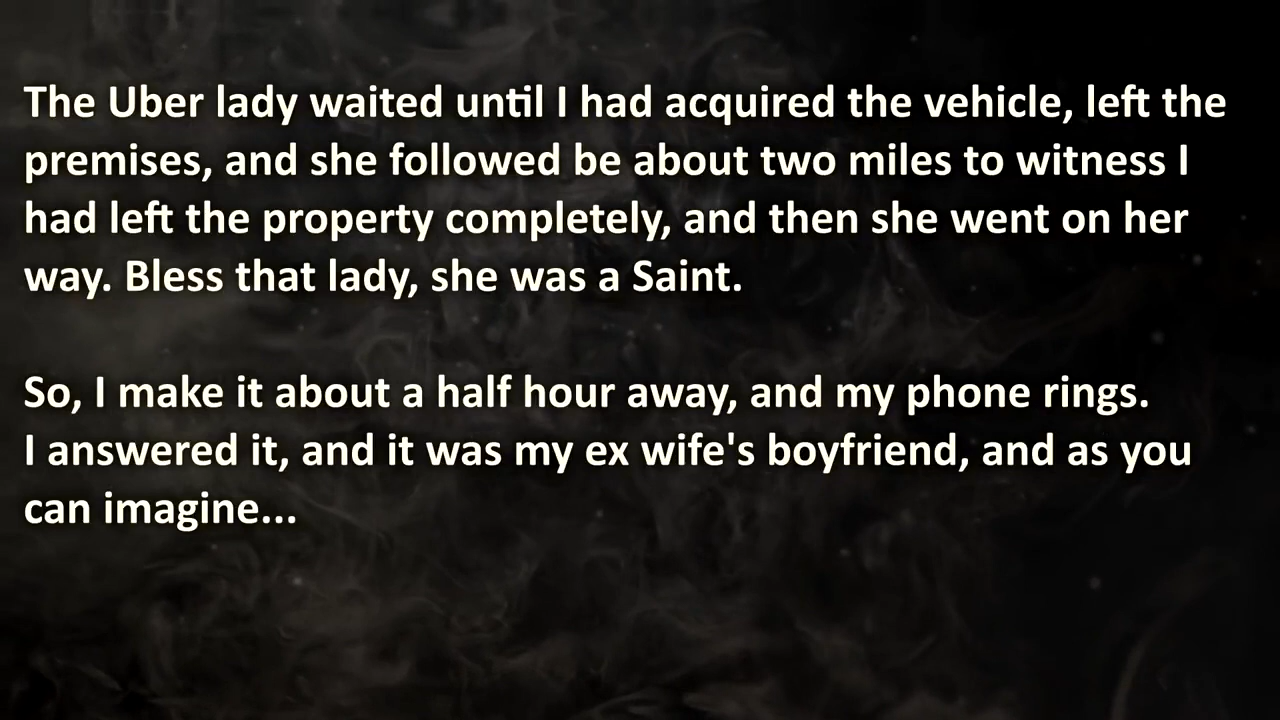 The Uber lady waited until I had acquired the vehicle, left the
premises, and she followed be about two miles to witness I
had left the property completely, and then she went on her
way. Bless that lady, she was a Saint.
So, I make it about a half hour away, and my phone rings.
I answered it, and it was my ex wife's boyfriend, and as you
can imagine...